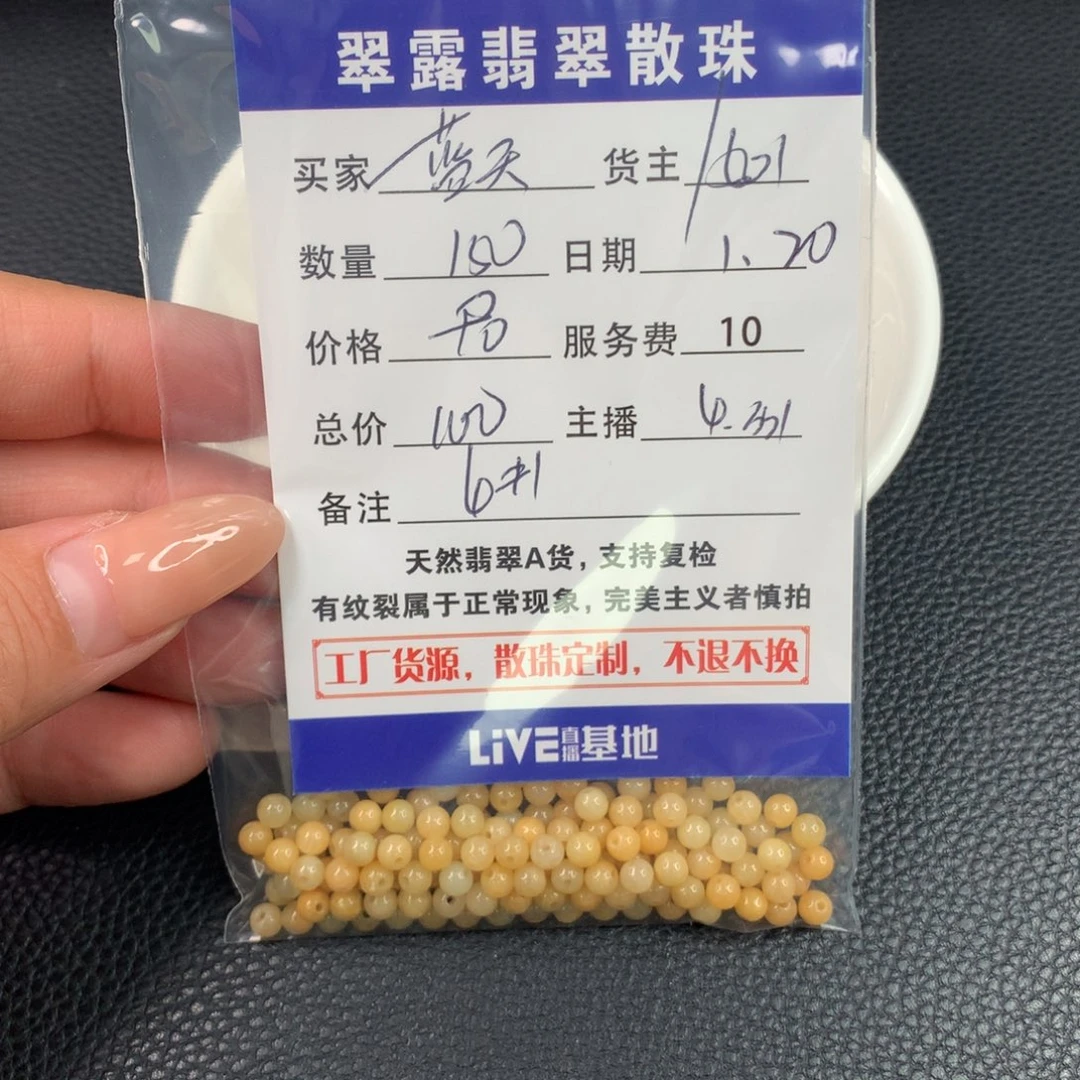 翠露翡翠散珠
买家 蓝天 货主
数量 150 日期 1.20
价格 服务费 10
总价 100 主播
备注 6#1
天然翡翠A货，支持复检
有纹裂属于正常现象，完美主义者慎拍
工厂货源，散珠定制，不退不换
LiVE直播基地